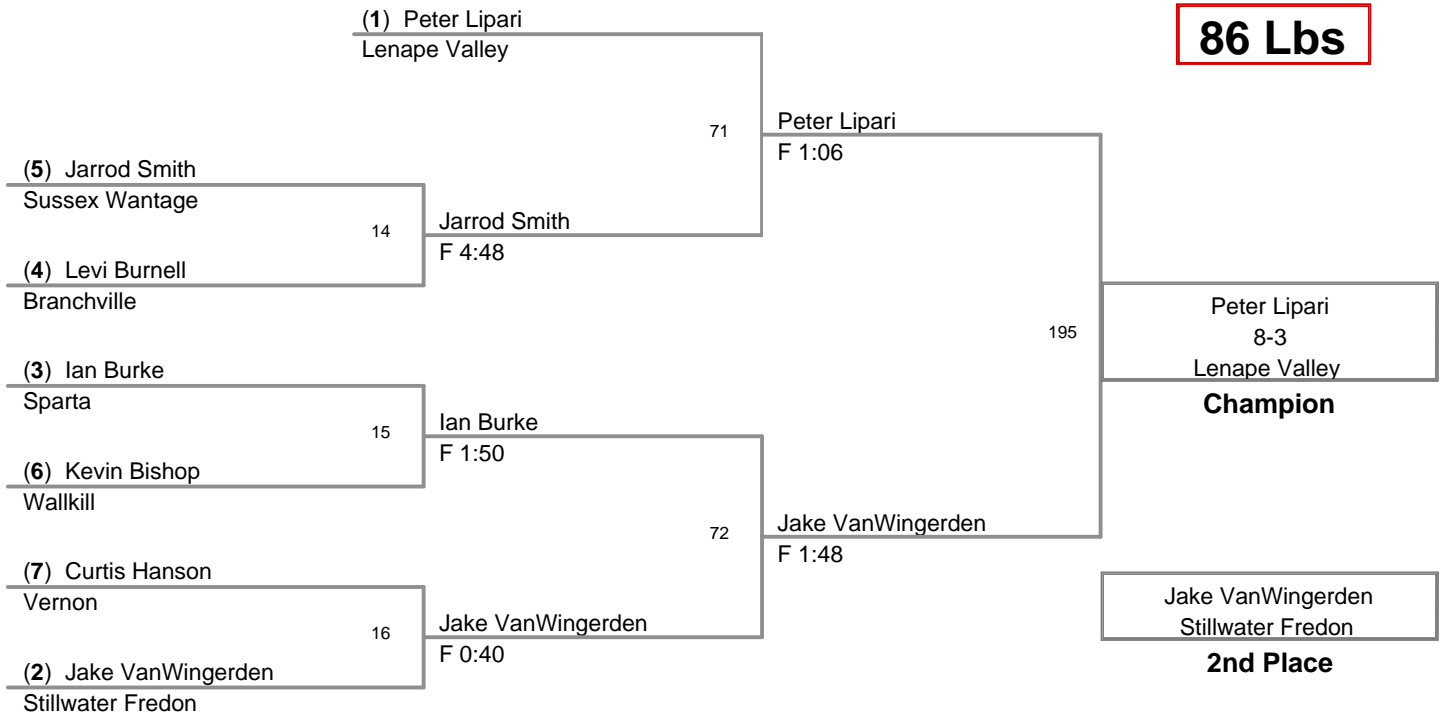 (1) Peter Lipari
Lenape Valley
86 Lbs
71
Peter Lipari
F 1:06
(5) Jarrod Smith
Sussex Wantage
14
Jarrod Smith
F 4:48
(4) Levi Burnell
Branchville
195
Peter Lipari
8-3
Lenape Valley
Champion
(3) Ian Burke
Sparta
15
Ian Burke
F 1:50
(6) Kevin Bishop
Wallkill
72
Jake VanWingerden
F 1:48
(7) Curtis Hanson
Vernon
16
Jake VanWingerden
F 0:40
(2) Jake VanWingerden
Stillwater Fredon
Jake VanWingerden
Stillwater Fredon
2nd Place